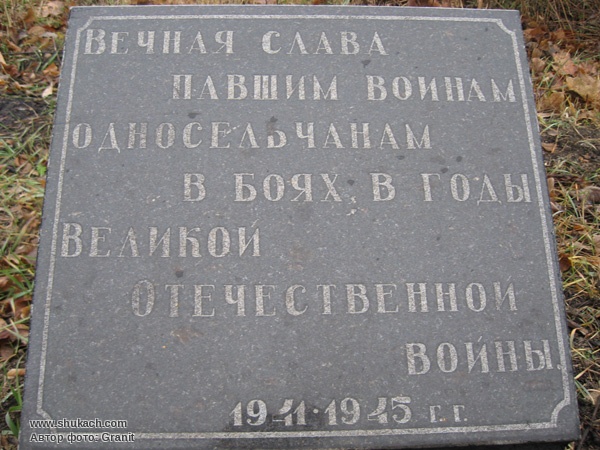 Вечная слава
павшим воинам
односельчанам
в боях в годы
Великой
Отечественной
войны.
1941-1945 г.г.
www.shukach.com
Автор фото: Granit